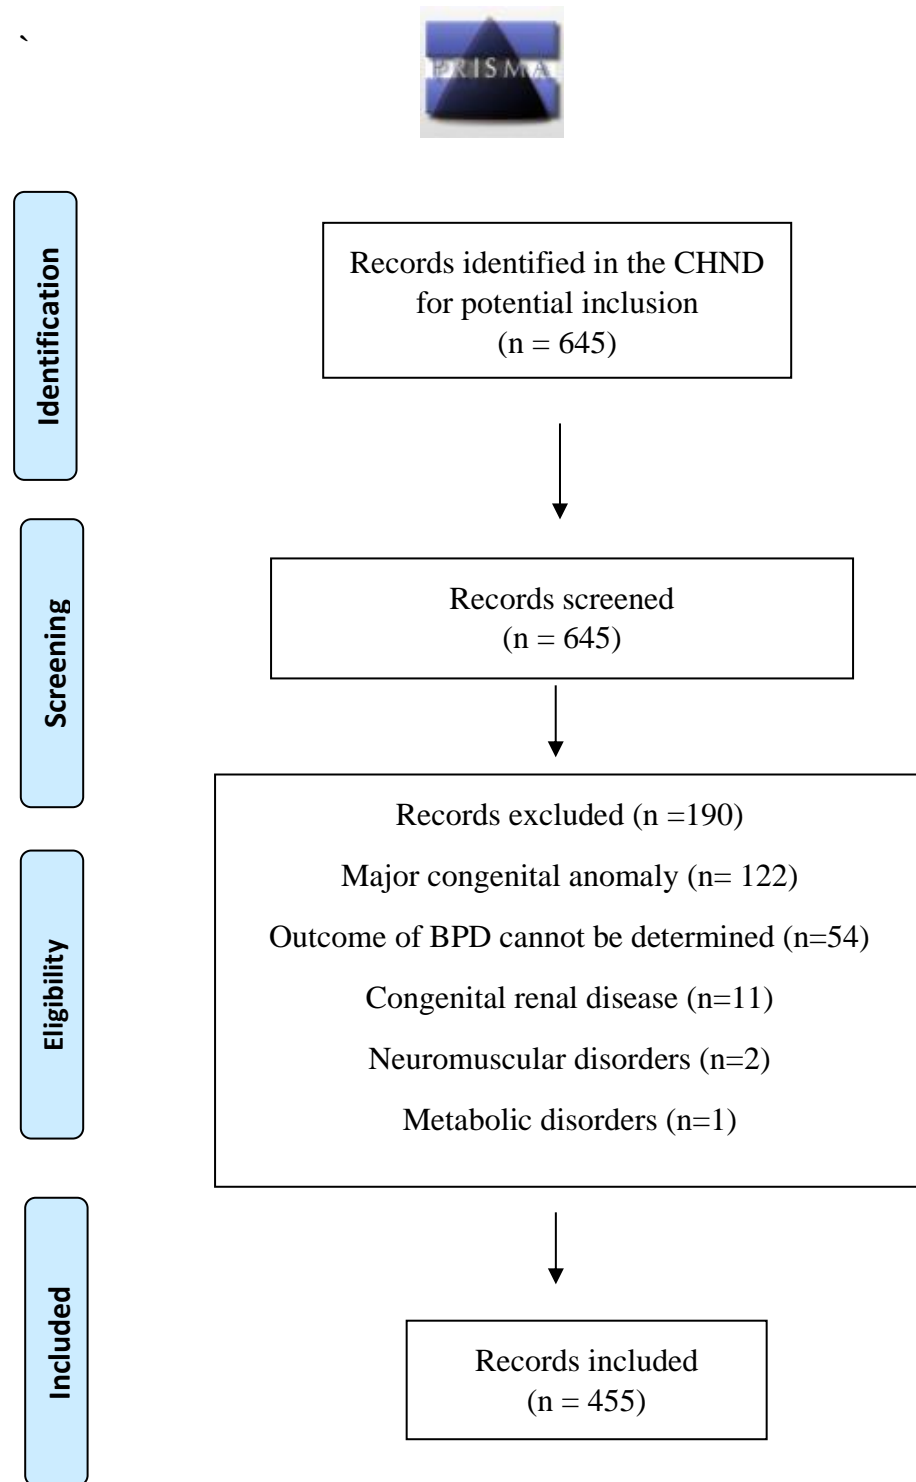 `
PRISMA
Identification
Records identified in the CHND
for potential inclusion
(n = 645)
Screening
Records screened
(n = 645)
Eligibility
Records excluded (n =190)
Major congenital anomaly (n= 122)
Outcome of BPD cannot be determined (n=54)
Congenital renal disease (n=11)
Neuromuscular disorders (n=2)
Metabolic disorders (n=1)
Included
Records included
(n = 455)